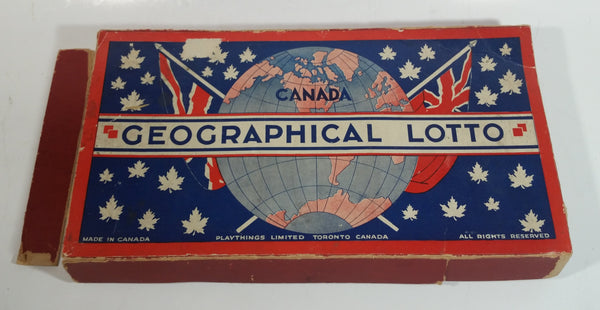 CANADA
GEOGRAPHICAL LOTTO
MADE IN CANADA
PLAYTHINGS LIMITED TORONTO CANADA
ALL RIGHTS RESERVED